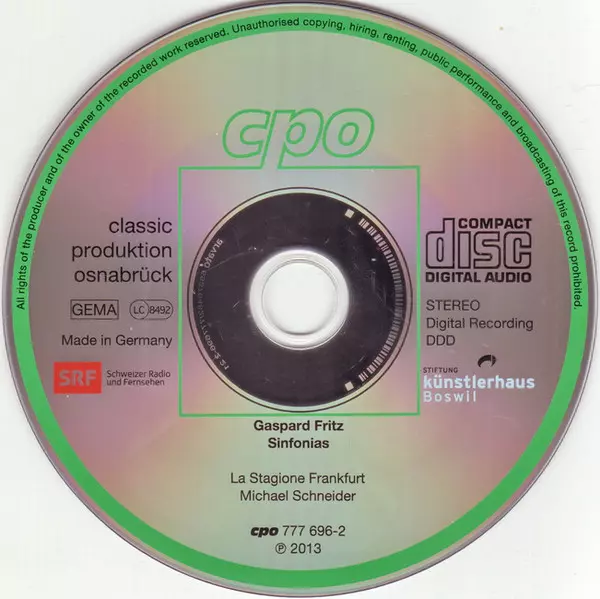 All rights of the producer and of the owner of the recorded work reserved. Unauthorised copying, hiring, renting, public performance and broadcasting of this record prohibited.
cpo
classic
produktion
osnabrück
GEMA
LC 8492
Made in Germany
SRF
Schweizer Radio
und Fernsehen
COMPACT
disc
DIGITAL AUDIO
STEREO
Digital Recording
DDD
STIFTUNG
künstlerhaus
Boswil
Gaspard Fritz
Sinfonias
La Stagione Frankfurt
Michael Schneider
cpo 777 696-2
℗ 2013